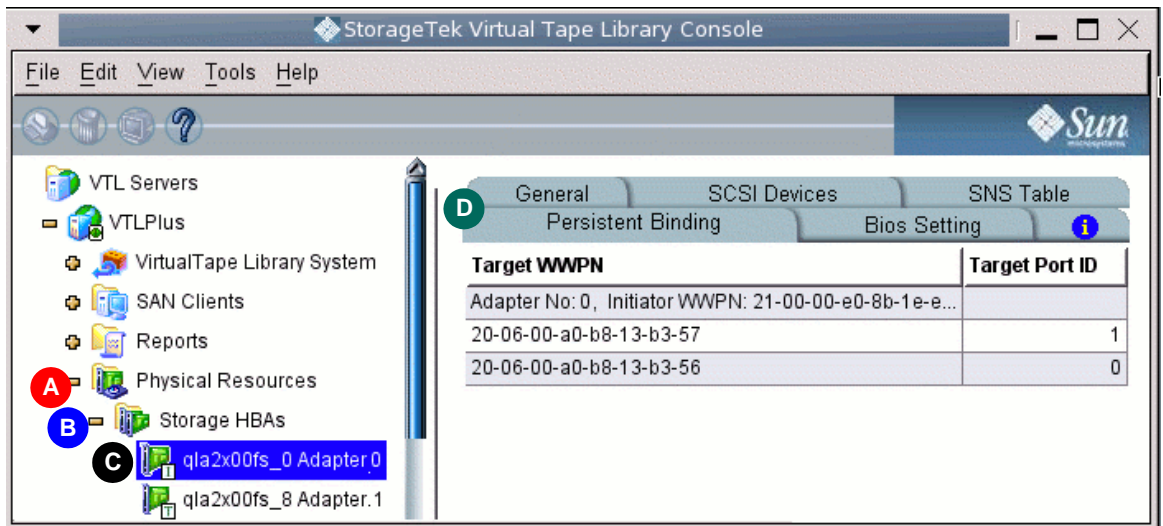 StorageTek Virtual Tape Library Console
File Edit View Tools Help
Sun
microsystems
VTL Servers
VTLPlus
VirtualTape Library System
SAN Clients
Reports
A Physical Resources
B Storage HBAs
C qla2x00fs_0 Adapter.0
I
qla2x00fs_8 Adapter.1
T
D
General SCSI Devices SNS Table
Persistent Binding Bios Setting i
Target WWPN Target Port ID
Adapter No: 0, Initiator WWPN: 21-00-00-e0-8b-1e-e...
20-06-00-a0-b8-13-b3-57 1
20-06-00-a0-b8-13-b3-56 0